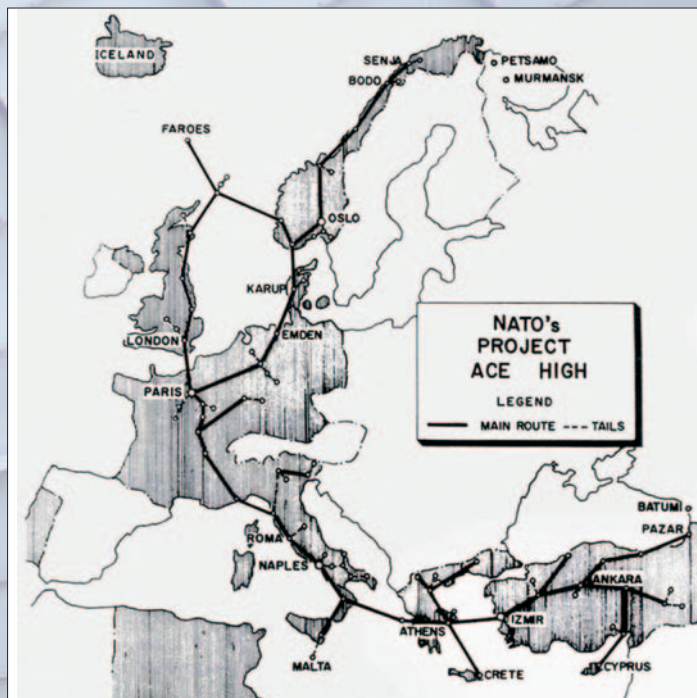 ICELAND
SENJA
PETSAMO
BODO
MURMANSK
FAROES
OSLO
KARUP
LONDON
EMDEN
NATO's
PROJECT
ACE HIGH
LEGEND
MAIN ROUTE --- TAILS
PARIS
BATUMI
PAZAR
ROMA
NAPLES
ANKARA
ATHENS
IZMIR
MALTA
CRETE
CYPRUS